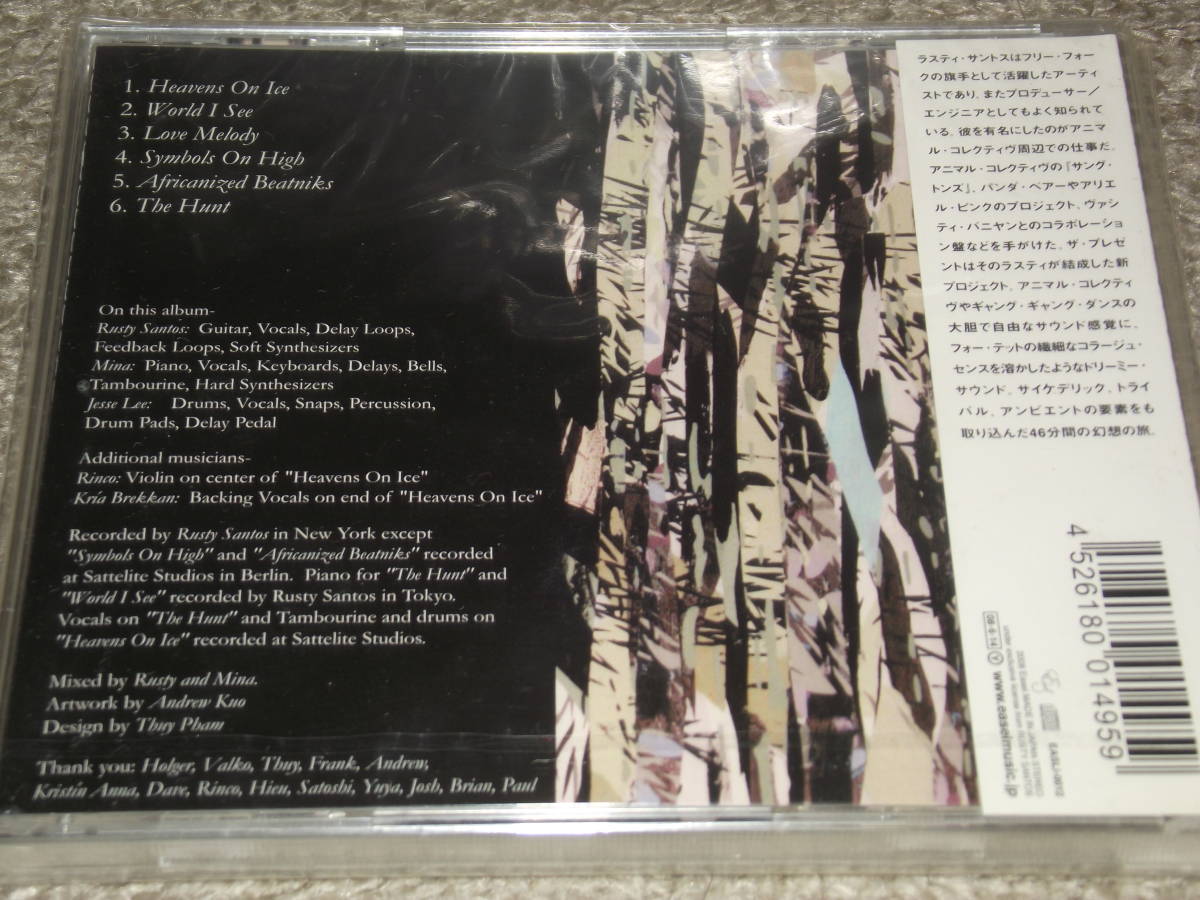 1. Heavens On Ice
2. World I See
3. Love Melody
4. Symbols On High
5. Africanized Beatniks
6. The Hunt
On this album-
Rusty Santos: Guitar, Vocals, Delay Loops,
Feedback Loops, Soft Synthesizers
Mina: Piano, Vocals, Keyboards, Delays, Bells,
Tambourine, Hard Synthesizers
Jesse Lee: Drums, Vocals, Snaps, Percussion,
Drum Pads, Delay Pedal
Additional musicians-
Rinco: Violin on center of "Heavens On Ice"
Kría Brekkan: Backing Vocals on end of "Heavens On Ice"
Recorded by Rusty Santos in New York except
"Symbols On High" and "Africanized Beatniks" recorded
at Sattelite Studios in Berlin. Piano for "The Hunt" and
"World I See" recorded by Rusty Santos in Tokyo.
Vocals on "The Hunt" and Tambourine and drums on
"Heavens On Ice" recorded at Sattelite Studios.
Mixed by Rusty and Mina.
Artwork by Andrew Kuo
Design by Thuy Pham
Thank you: Holger, Valko, Thuy, Frank, Andrew,
Kristín Anna, Dave, Rinco, Hieu, Satoshi, Yuya, Josh, Brian, Paul
ラスティ・サントスはフリー・フォー
クの旗手として活躍したアーティ
ストであり、またプロデューサー/
エンジニアとしてもよく知られて
いる。彼を有名にしたのがアニマ
ル・コレクティヴ周辺での仕事だ。
アニマル・コレクティヴの『サング・
トンズ』、パンダ・ベアーやアリエ
ル・ピンクのプロジェクト、ヴァシ
ティ・バニヤンとのコラボレーショ
ン盤などを手がけた。ザ・プレゼ
ントはそのラスティが結成した新
プロジェクト。アニマル・コレクティ
ヴやギャング・ギャング・ダンスの
大胆で自由なサウンド感覚に、
フォー・テットの繊細なコラージュ・
センスを溶かしたようなドリーミー・
サウンド。サイケデリック、トライ
バル、アンビエントの要素をも
取り込んだ46分間の幻想の旅。
4 526180 014959
08・6・14 Y www.easelmusic.jp